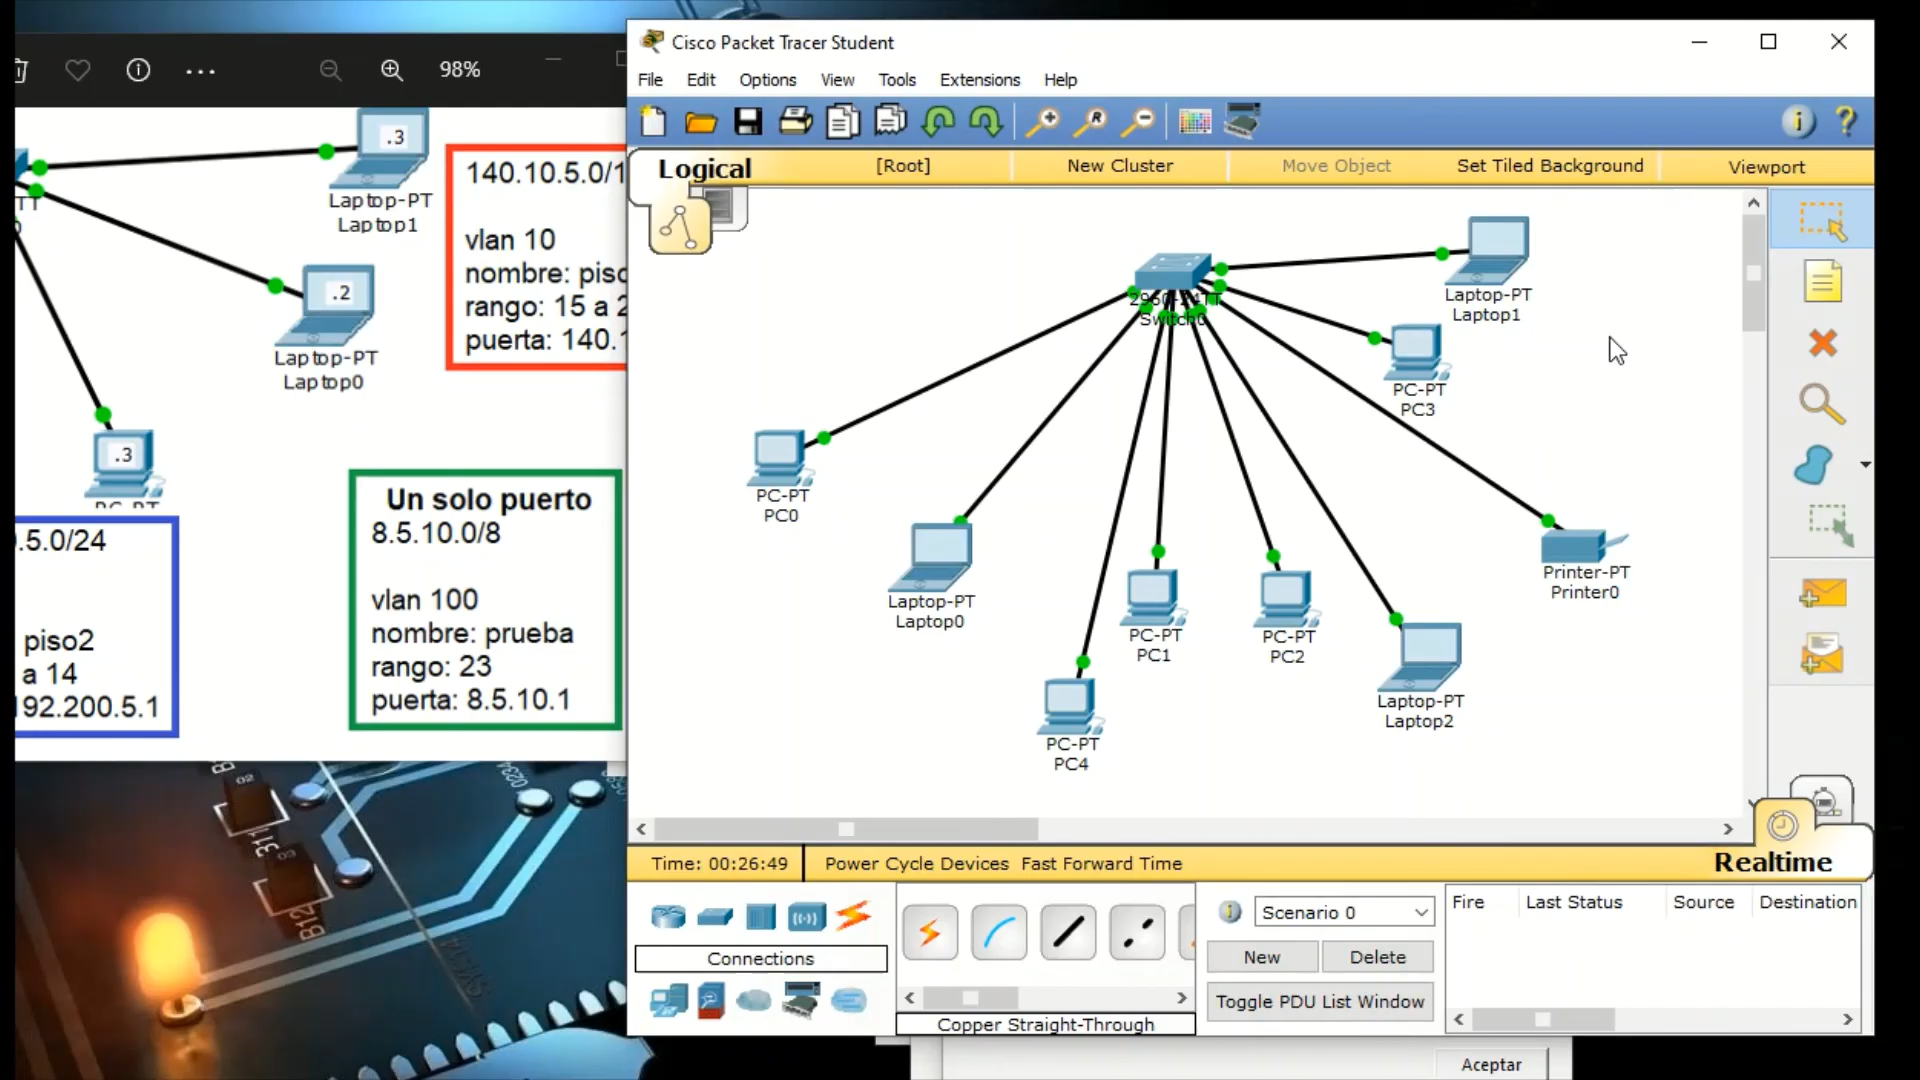 Cisco Packet Tracer Student
98%
File Edit Options View Tools Extensions Help
Logical [Root] New Cluster Move Object Set Tiled Background Viewport
.3
Laptop-PT
Laptop1
.2
Laptop-PT
Laptop0
.3
140.10.5.0/1
vlan 10
nombre: piso
rango: 15 a 2
puerta: 140.1
.5.0/24
piso2
a 14
192.200.5.1
Un solo puerto
8.5.10.0/8
vlan 100
nombre: prueba
rango: 23
puerta: 8.5.10.1
2960-24TT
Switch0
Laptop-PT
Laptop1
PC-PT
PC3
PC-PT
PC0
Printer-PT
Printer0
Laptop-PT
Laptop0
PC-PT
PC1
PC-PT
PC2
Laptop-PT
Laptop2
PC-PT
PC4
Time: 00:26:49 Power Cycle Devices Fast Forward Time
Realtime
Connections
Copper Straight-Through
Scenario 0
New Delete
Toggle PDU List Window
Fire Last Status Source Destination
Aceptar